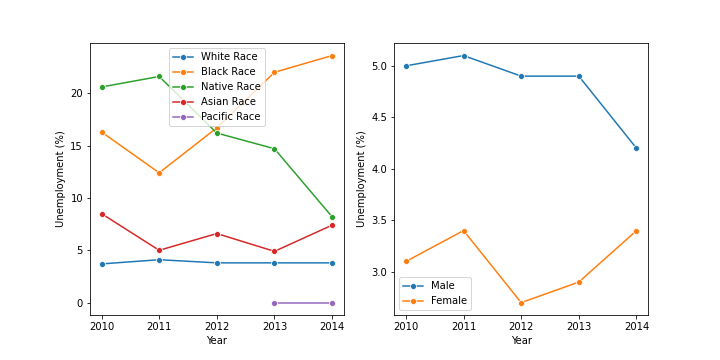 White Race
Black Race
Native Race
Asian Race
Pacific Race
Unemployment (%)
20
15
10
5
0
2010 2011 2012 2013 2014
Year
Unemployment (%)
5.0
4.5
4.0
3.5
3.0
Male
Female
2010 2011 2012 2013 2014
Year